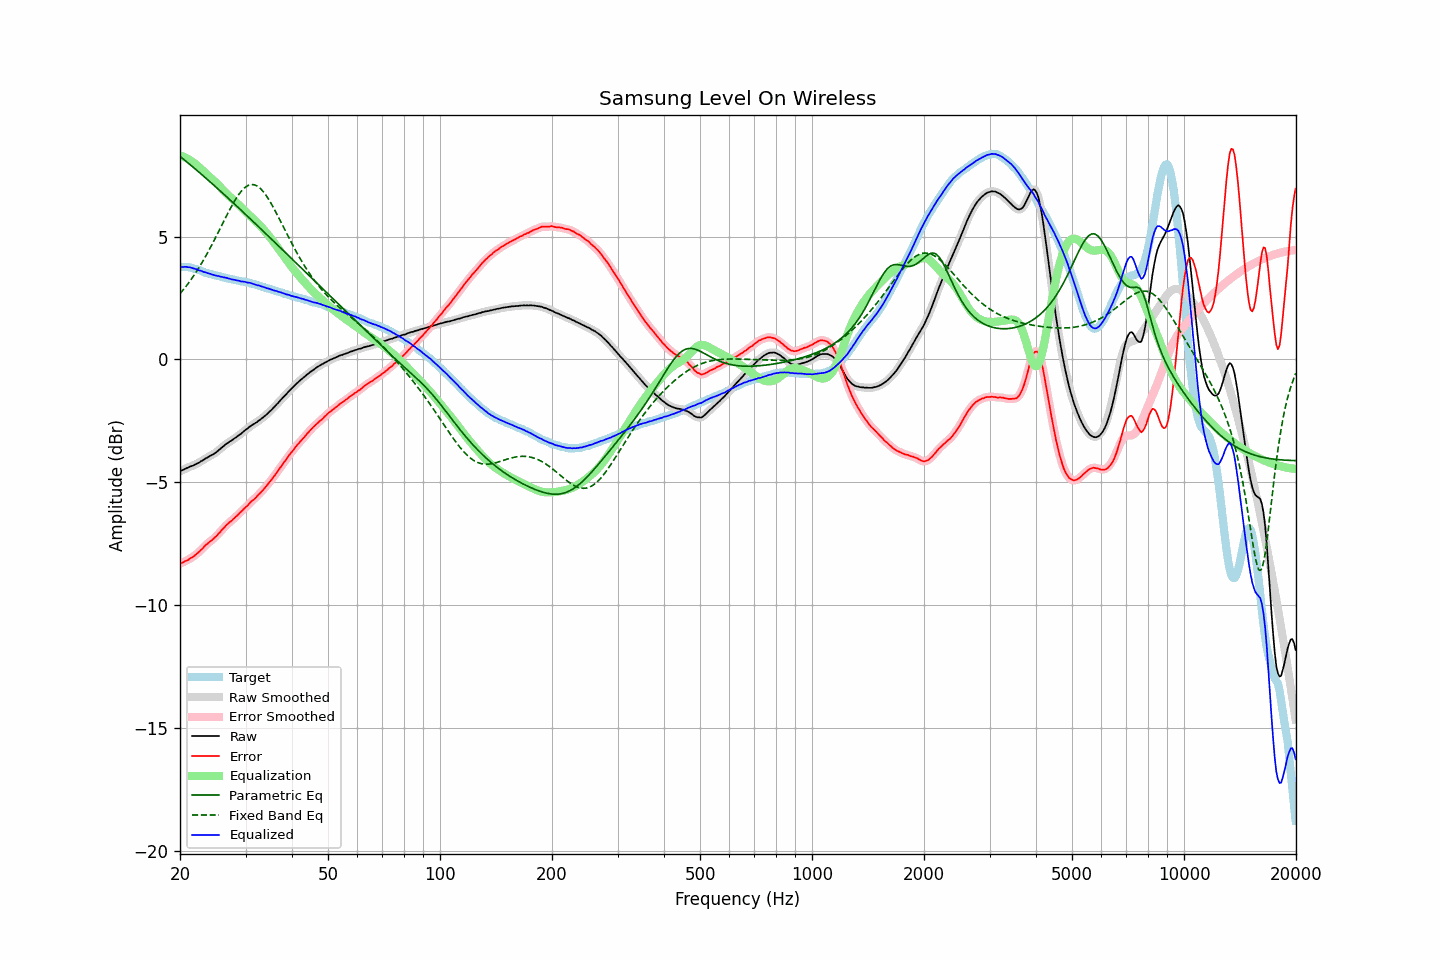 Samsung Level On Wireless
Amplitude (dBr)
5
0
−5
−10
−15
−20
Target
Raw Smoothed
Error Smoothed
Raw
Error
Equalization
Parametric Eq
Fixed Band Eq
Equalized
20 50 100 200 500 1000 2000 5000 10000 20000
Frequency (Hz)